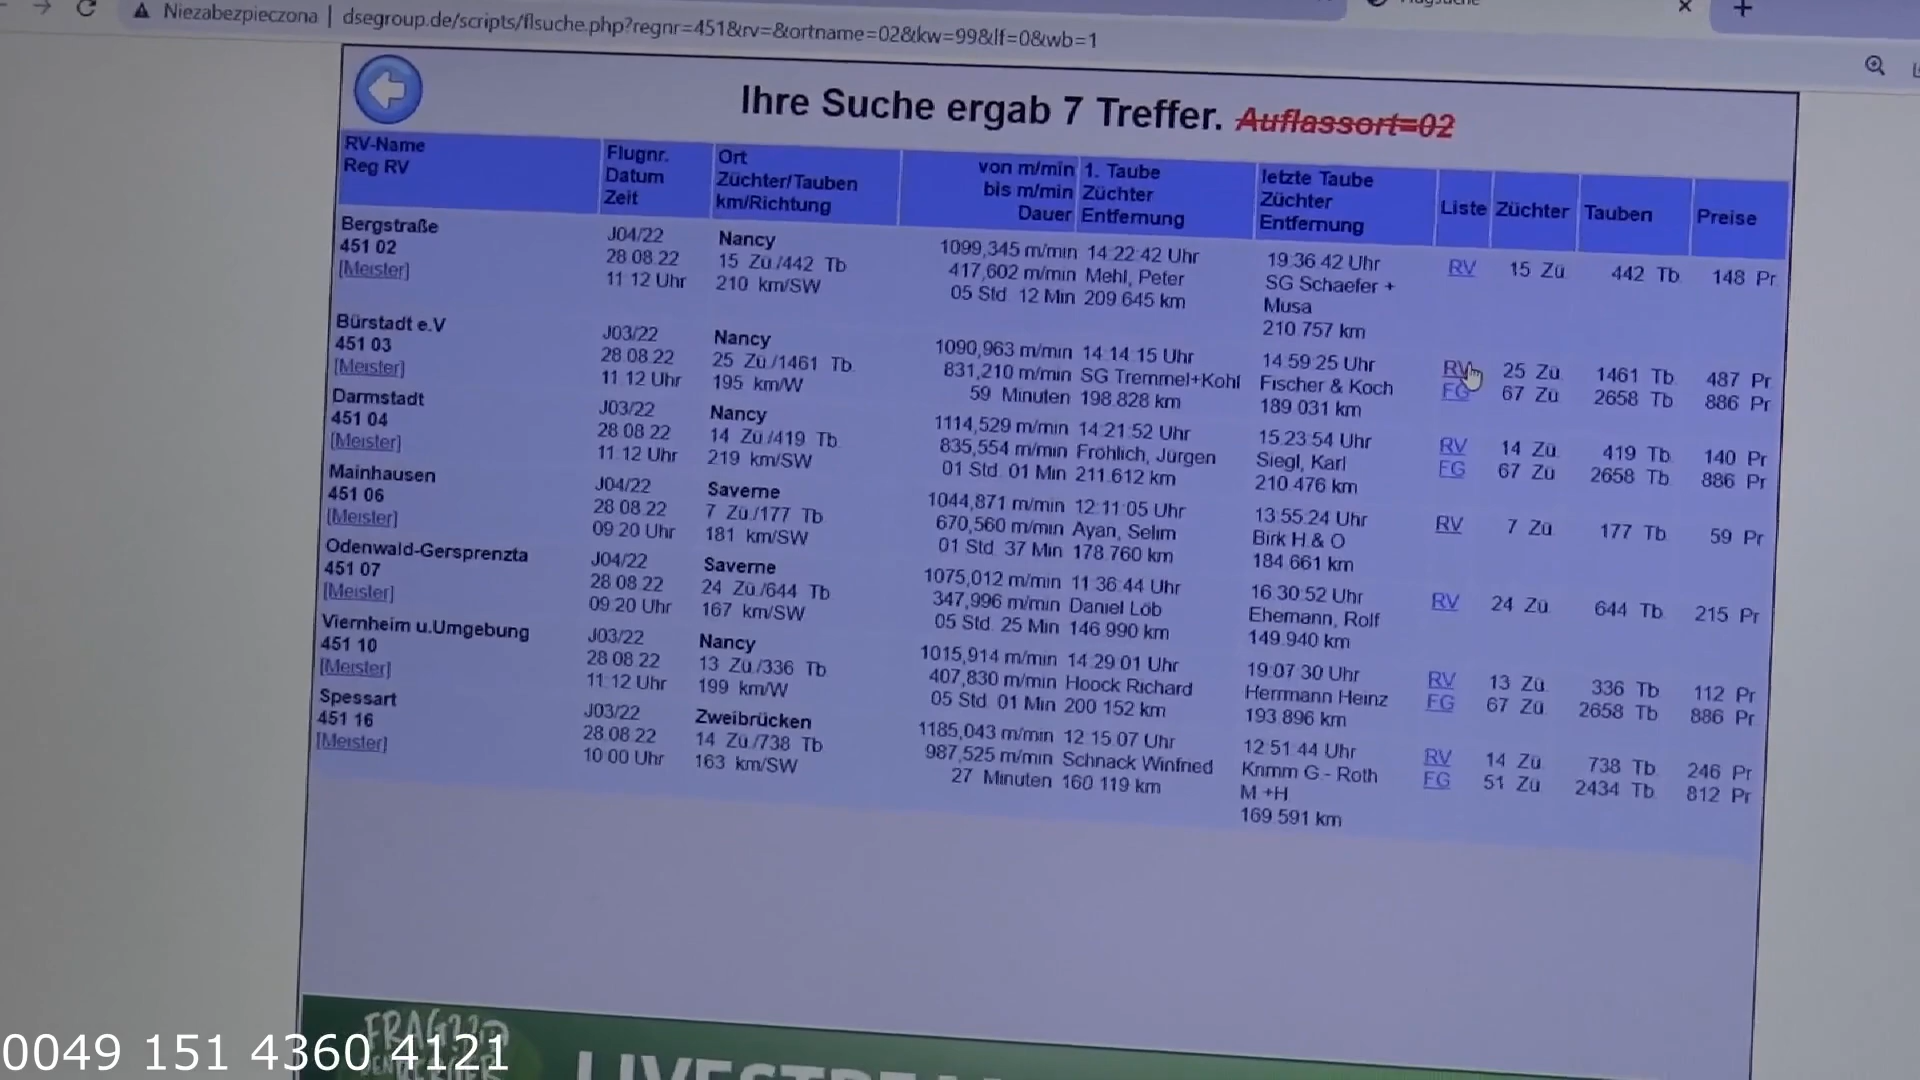 Niezabezpieczona | dsegroup.de/scripts/flsuche.php?regnr=451&rv=&ortname=02&kw=99&lf=0&wb=1
Ihre Suche ergab 7 Treffer. Auflassort=02
RV-Name
Reg RV
Flugnr.
Datum
Zeit
Ort
Züchter/Tauben
km/Richtung
von m/min
bis m/min
Dauer
1. Taube
Züchter
Entfernung
letzte Taube
Züchter
Entfernung
Liste Züchter Tauben Preise
Bergstraße
451 02
[Meister]
J04/22
28 08.22
11:12 Uhr
Nancy
15 Zü./442 Tb
210 km/SW
1099,345 m/min
417,602 m/min
05 Std. 12 Min
14:22:42 Uhr
Mehl, Peter
209 645 km
19:36:42 Uhr
SG Schaefer +
Musa
210.757 km
RV 15 Zü. 442 Tb. 148 Pr.
Bürstadt e.V
451 03
[Meister]
J03/22
28 08.22
11:12 Uhr
Nancy
25 Zü./1461 Tb.
195 km/W
1090,963 m/min
831,210 m/min
59 Minuten
14:14:15 Uhr
SG Tremmel+Kohl
198.828 km
14:59:25 Uhr
Fischer & Koch
189 031 km
RV 25 Zü. 1461 Tb. 487 Pr.
FG 67 Zü. 2658 Tb. 886 Pr.
Darmstadt
451 04
[Meister]
J03/22
28 08.22
11:12 Uhr
Nancy
14 Zü./419 Tb.
219 km/SW
1114,529 m/min
835,554 m/min
01 Std. 01 Min
14:21:52 Uhr
Fröhlich, Jürgen
211.612 km
15:23:54 Uhr
Siegl, Karl
210.476 km
RV 14 Zü. 419 Tb. 140 Pr.
FG 67 Zü. 2658 Tb. 886 Pr.
Mainhausen
451 06
[Meister]
J04/22
28 08.22
09:20 Uhr
Saverne
7 Zü./177 Tb
181 km/SW
1044,871 m/min
670,560 m/min
01 Std. 37 Min
12:11:05 Uhr
Ayan, Selim
178.760 km
13:55:24 Uhr
Birk H.& O
184.661 km
RV 7 Zü. 177 Tb. 59 Pr.
Odenwald-Gersprenzta
451 07
[Meister]
J04/22
28 08.22
09:20 Uhr
Saverne
24 Zü./644 Tb
167 km/SW
1075,012 m/min
347,996 m/min
05 Std. 25 Min
11:36:44 Uhr
Daniel Löb
146.990 km
16:30:52 Uhr
Ehemann, Rolf
149.940 km
RV 24 Zü. 644 Tb. 215 Pr.
Viernheim u.Umgebung
451 10
[Meister]
J03/22
28 08.22
11:12 Uhr
Nancy
13 Zü./336 Tb
199 km/W
1015,914 m/min
407,830 m/min
05 Std. 01 Min
14:29:01 Uhr
Hoock Richard
200 152 km
19:07:30 Uhr
Herrmann Heinz
193 896 km
RV 13 Zü. 336 Tb. 112 Pr.
FG 67 Zü. 2658 Tb. 886 Pr.
Spessart
451 16
[Meister]
J03/22
28 08.22
10:00 Uhr
Zweibrücken
14 Zü./738 Tb
163 km/SW
1185,043 m/min
987,525 m/min
27 Minuten
12:15:07 Uhr
Schnack Winfried
160 119 km
12:51:44 Uhr
Krimm G - Roth
M.+H
169 591 km
RV 14 Zü. 738 Tb. 246 Pr.
FG 51 Zü. 2434 Tb. 812 Pr.
0049 151 4360 4121